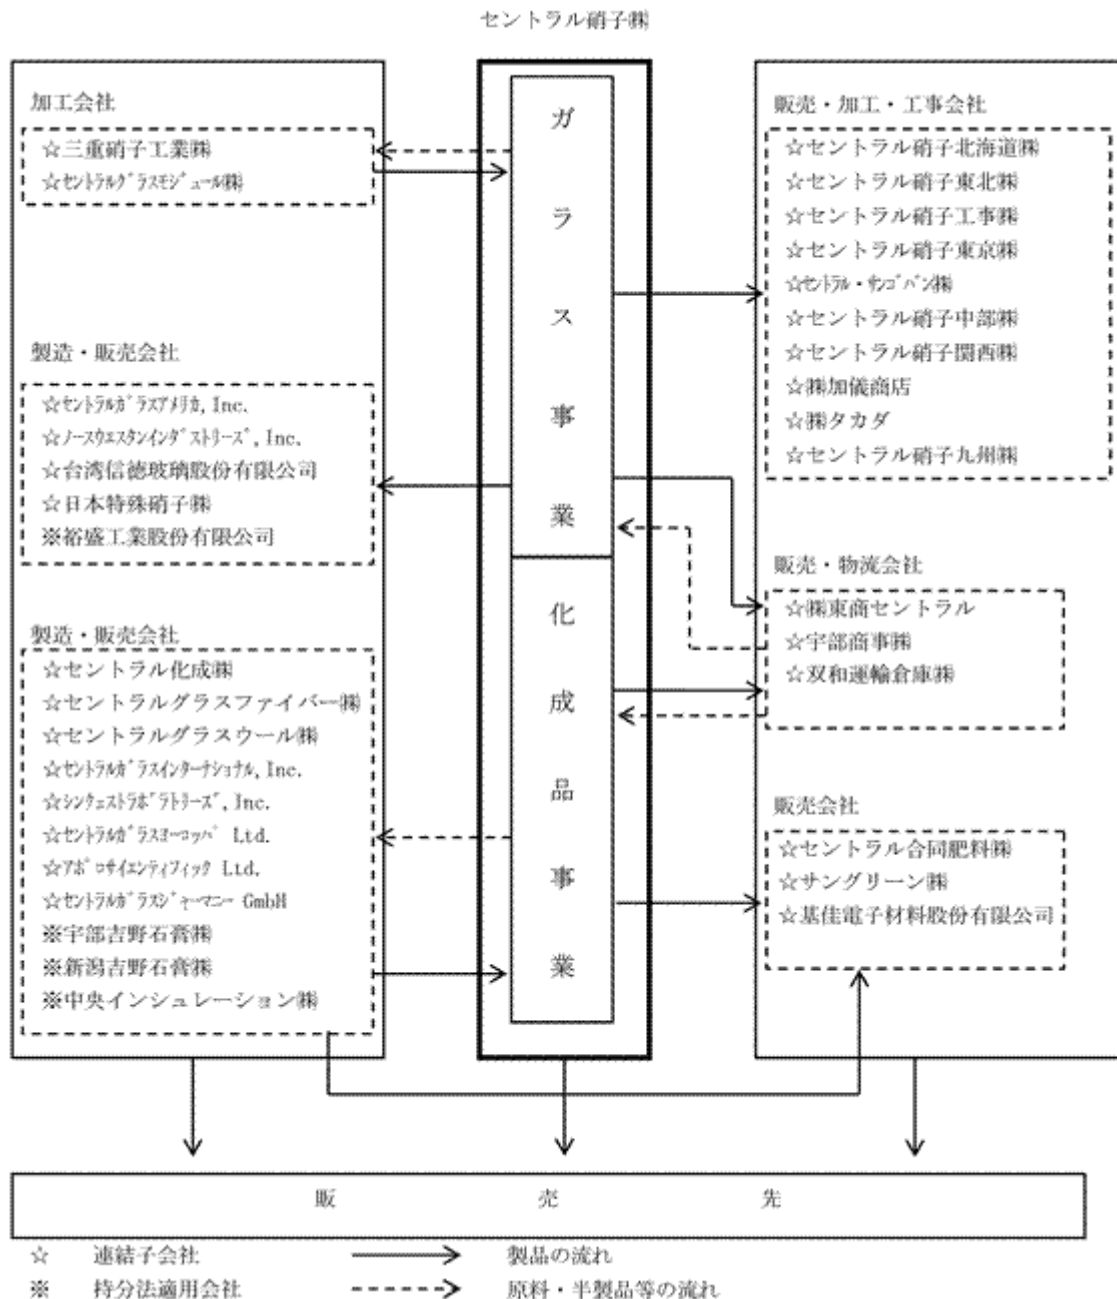 セントラル硝子㈱
加工会社
☆三重硝子工業㈱
☆ｾﾝﾄﾗﾙｸﾞﾗｽﾓｼﾞｭｰﾙ㈱
製造・販売会社
☆ｾﾝﾄﾗﾙｶﾞﾗｽｱﾒﾘｶ, Inc.
☆ﾉｰｽｳｴｽﾀﾝｲﾝﾀﾞｽﾄﾘｰｽﾞ, Inc.
☆台湾信徳玻璃股份有限公司
☆日本特殊硝子㈱
※裕盛工業股份有限公司
製造・販売会社
☆セントラル化成㈱
☆セントラルグラスファイバー㈱
☆セントラルグラスウール㈱
☆ｾﾝﾄﾗﾙｶﾞﾗｽｲﾝﾀｰﾅｼｮﾅﾙ, Inc.
☆ｼﾝｸｪｽﾄﾗﾎﾞﾗﾄﾘｰｽﾞ, Inc.
☆ｾﾝﾄﾗﾙｶﾞﾗｽﾖｰﾛｯﾊﾟ Ltd.
☆ｱﾎﾟﾛｻｲｴﾝﾃｨﾌｨｯｸ Ltd.
☆ｾﾝﾄﾗﾙｶﾞﾗｽｼﾞｬｰﾏﾆｰ GmbH
※宇部吉野石膏㈱
※新潟吉野石膏㈱
※中央インシュレーション㈱
ガラス事業
化成品事業
販売・加工・工事会社
☆セントラル硝子北海道㈱
☆セントラル硝子東北㈱
☆セントラル硝子工事㈱
☆セントラル硝子東京㈱
☆ｾﾝﾄﾗﾙ・ｻﾝｺﾞﾊﾞﾝ㈱
☆セントラル硝子中部㈱
☆セントラル硝子関西㈱
☆㈱加儀商店
☆㈱タカダ
☆セントラル硝子九州㈱
販売・物流会社
☆㈱東商セントラル
☆宇部商事㈱
☆双和運輸倉庫㈱
販売会社
☆セントラル合同肥料㈱
☆サングリーン㈱
☆基佳電子材料股份有限公司
販売先
☆ 連結子会社 製品の流れ
※ 持分法適用会社 原料・半製品等の流れ